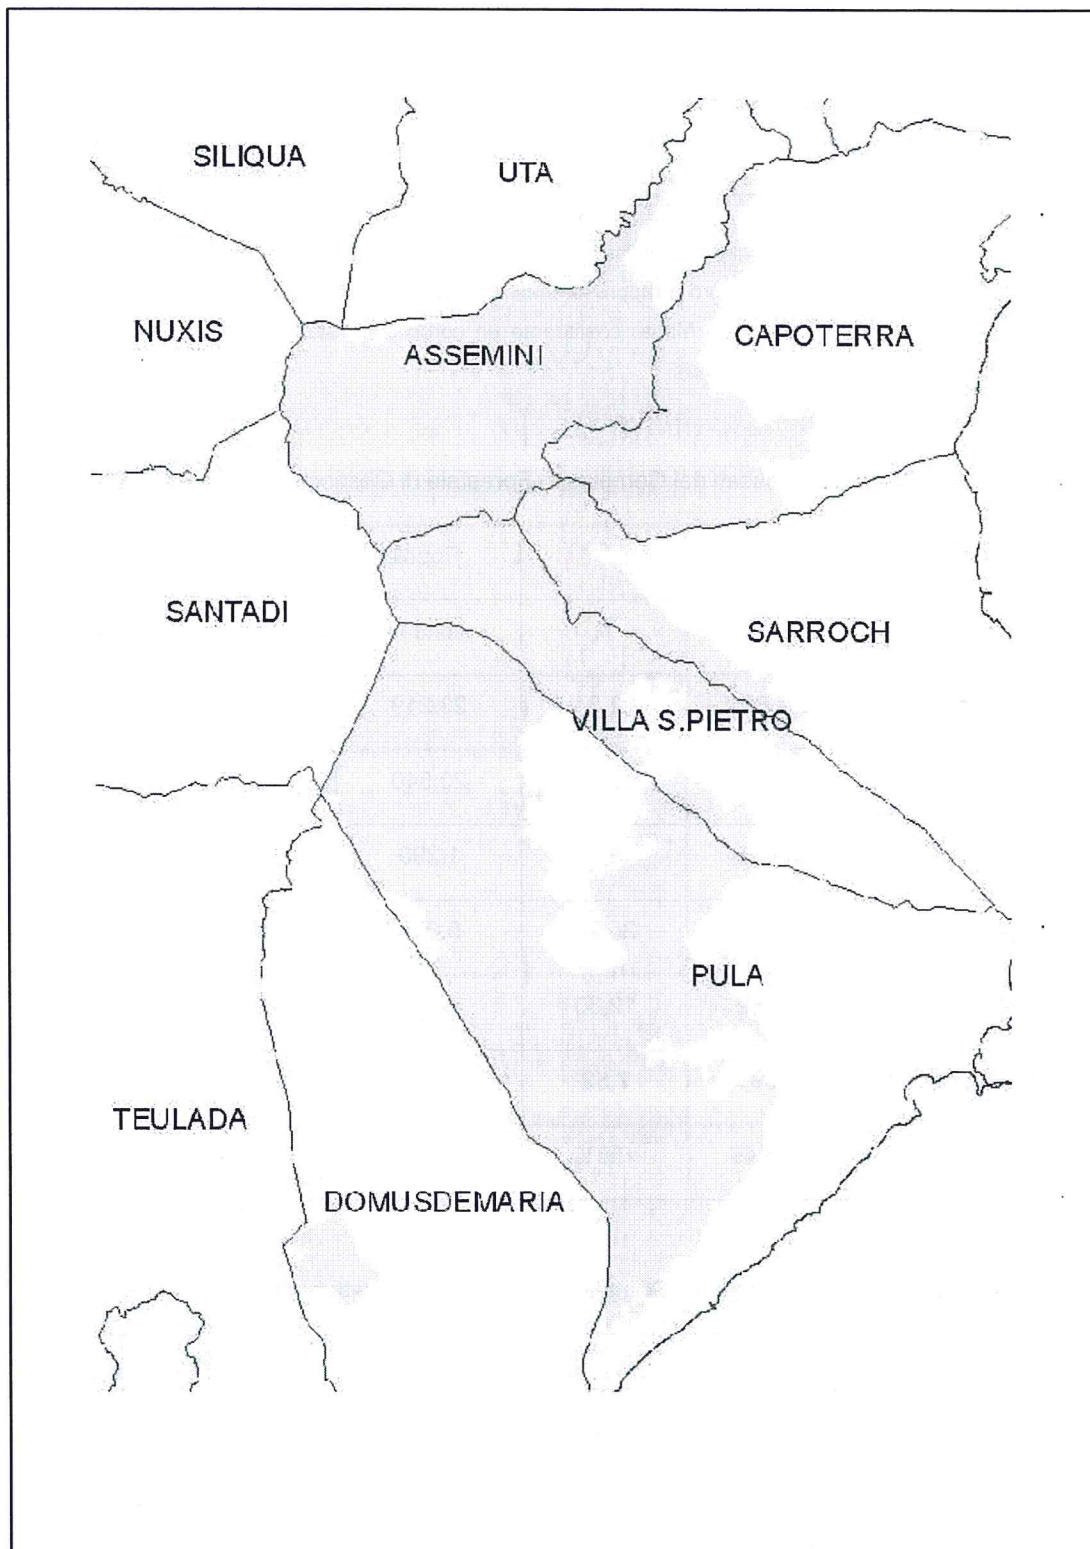 SILIQUA
UTA
NUXIS
ASSEMINI
CAPOTERRA
SANTADI
SARROCH
VILLA S.PIETRO
PULA
TEULADA
DOMUSDEMARIA